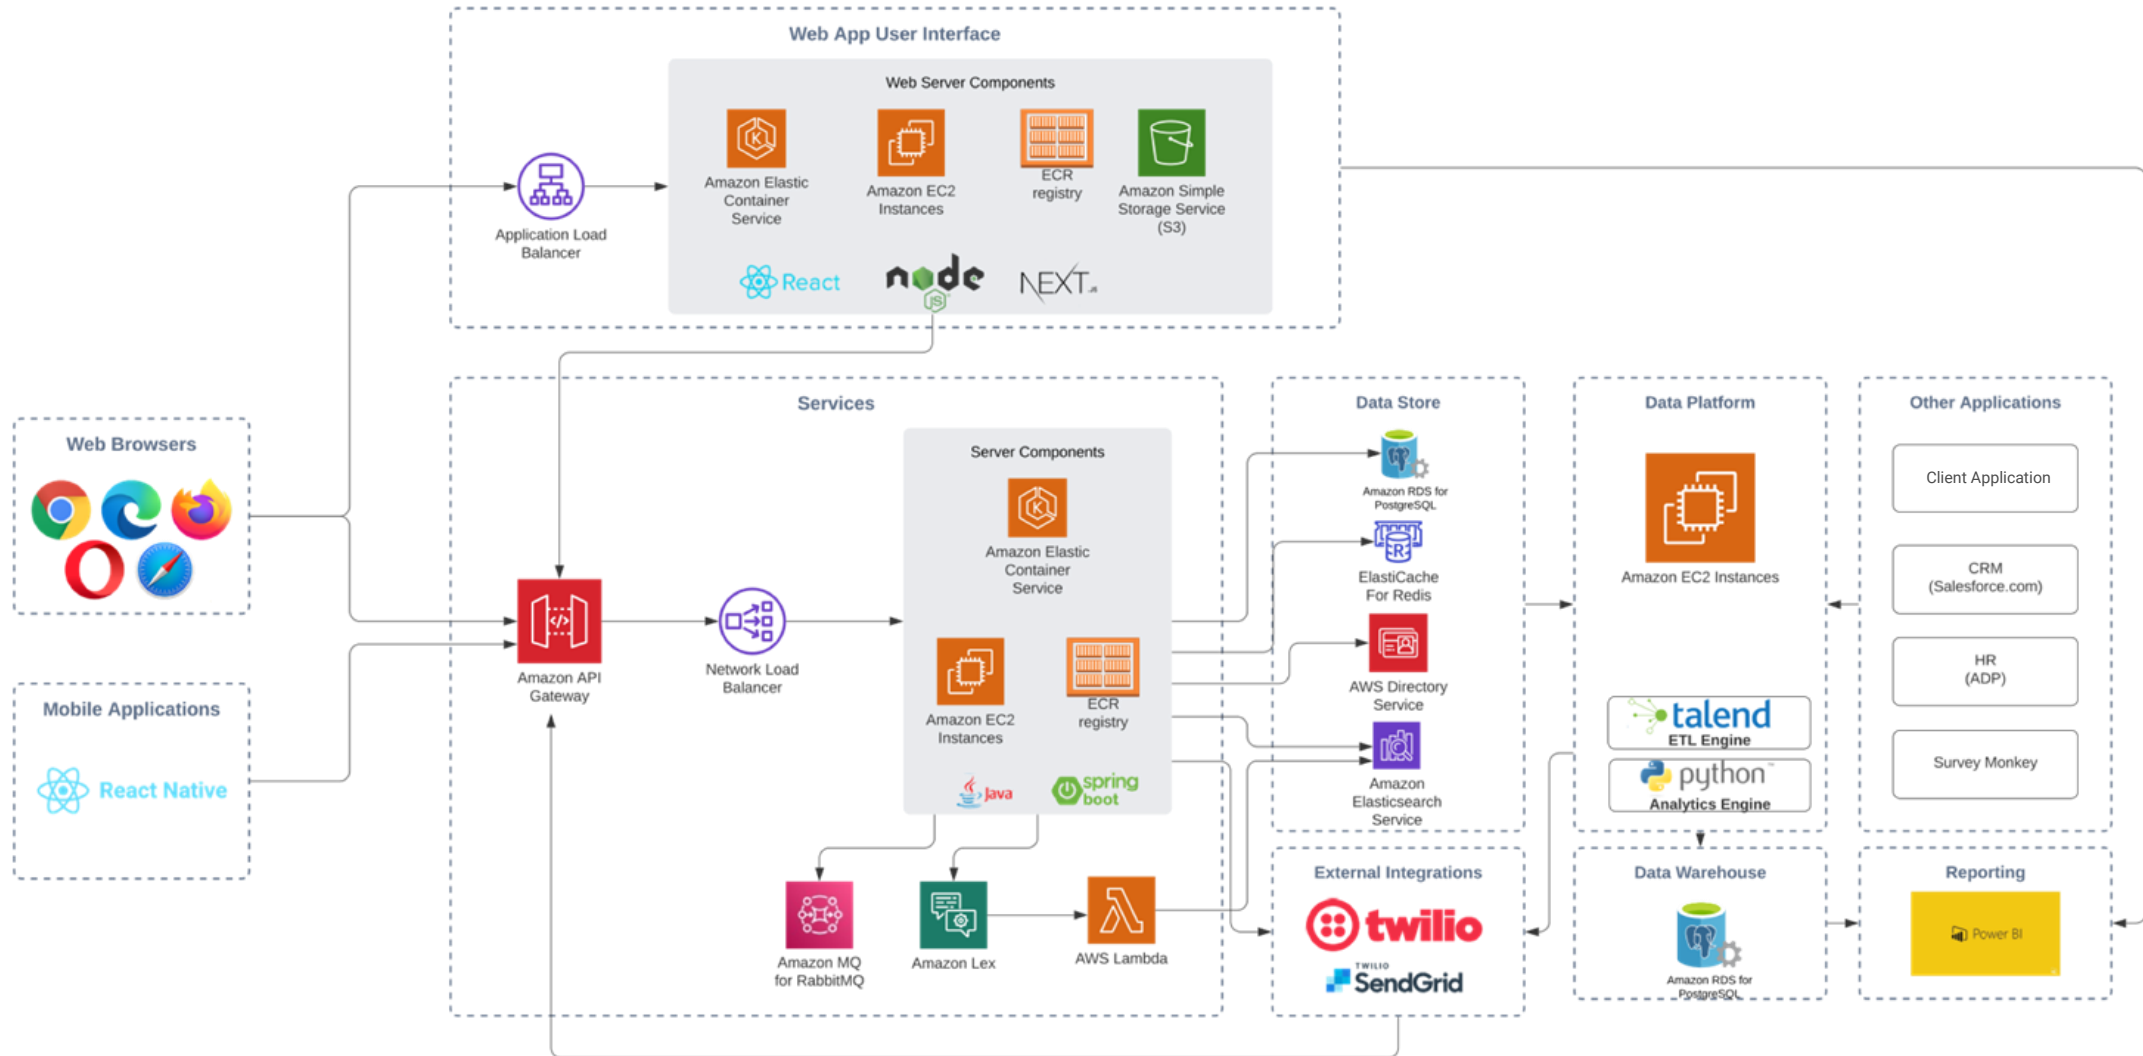 Web App User Interface
Web Server Components
Amazon Elastic
Container
Service
Amazon EC2
Instances
ECR
registry
Amazon Simple
Storage Service
(S3)
Application Load
Balancer
React
node
JS
NEXT.JS
Web Browsers
Mobile Applications
React Native
Services
Amazon API
Gateway
Network Load
Balancer
Server Components
Amazon Elastic
Container
Service
Amazon EC2
Instances
ECR
registry
Java
spring
boot
Amazon MQ
for RabbitMQ
Amazon Lex
AWS Lambda
Data Store
Amazon RDS for
PostgreSQL
R
ElastiCache
For Redis
AWS Directory
Service
Amazon
Elasticsearch
Service
External Integrations
twilio
TWILIO
SendGrid
Data Platform
Amazon EC2 Instances
talend
ETL Engine
python™
Analytics Engine
Data Warehouse
Amazon RDS for
PostgreSQL
Other Applications
Client Application
CRM
(Salesforce.com)
HR
(ADP)
Survey Monkey
Reporting
Power BI